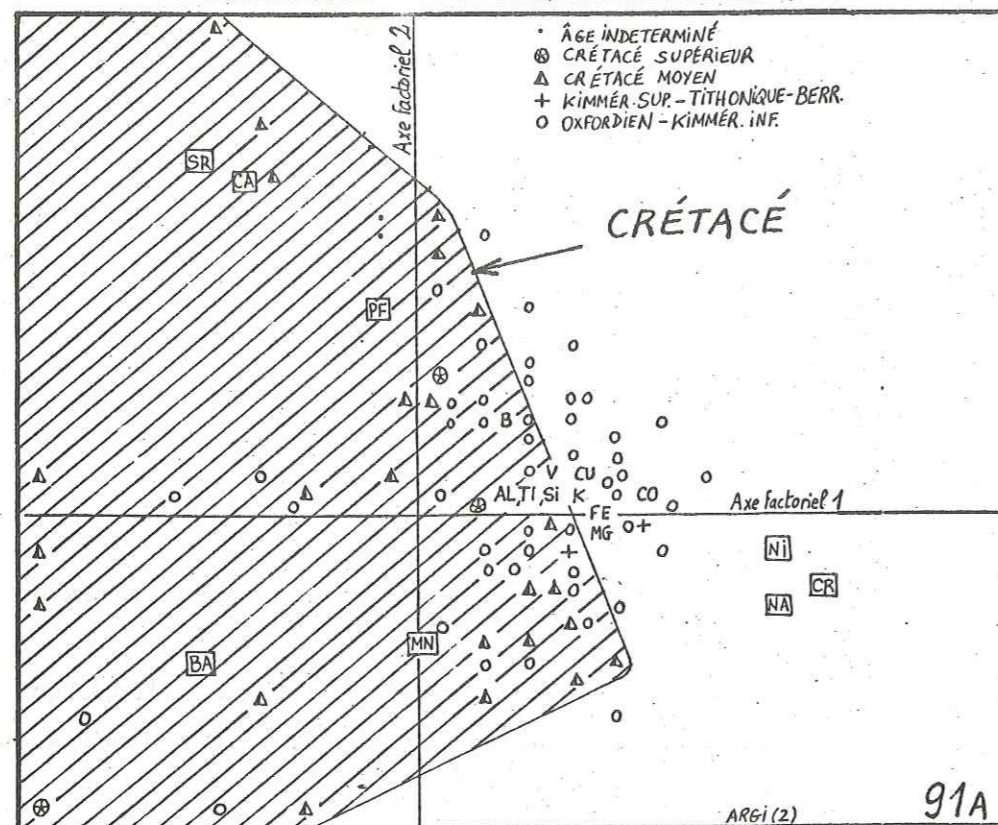 · ÂGE INDETERMINÉ
CRÉTACÉ SUPÉRIEUR
CRÉTACÉ MOYEN
+ KIMMÉR.SUP.-TITHONIQUE-BERR.
o OXFORDIEN-KIMMÉR.INF.
Axe factoriel 2
SR
CA
CRÉTACÉ
PF
B
V CU
AL,TI,Si K CO
Axe factoriel 1
FE
MG
Ni
CR
NA
MN
BA
ARGi (2)
91A